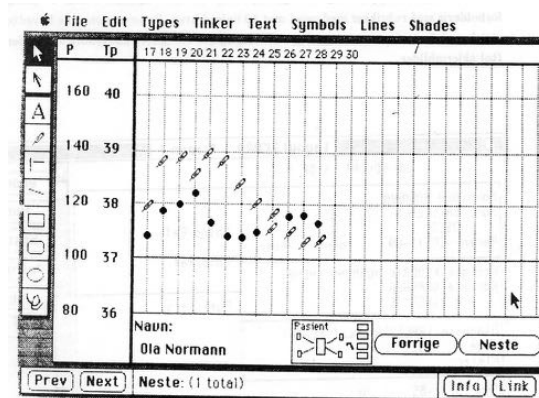 File Edit Types Tinker Text Symbols Lines Shades
P Tp 17 18 19 20 21 22 23 24 25 26 27 28 29 30
160 40
140 39
120 38
100 37
80 36
A
Navn:
Ola Normann
Pasient
Forrige
Neste
Prev Next Neste: (1 total) Info Link